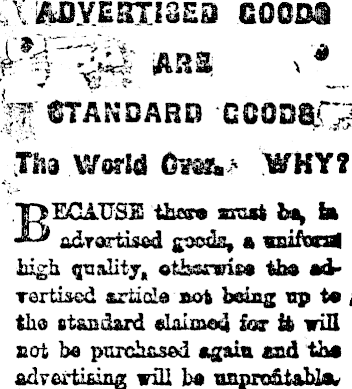 ADVERTISED GOODS
ARE
STANDARD GOODS
The World Over. WHY?
BECAUSE there must be, in
advertised goods, a uniform
high quality, otherwise the ad-
vertised article not being up to
the standard claimed for it will
not be purchased again and the
advertising will be unprofitable.